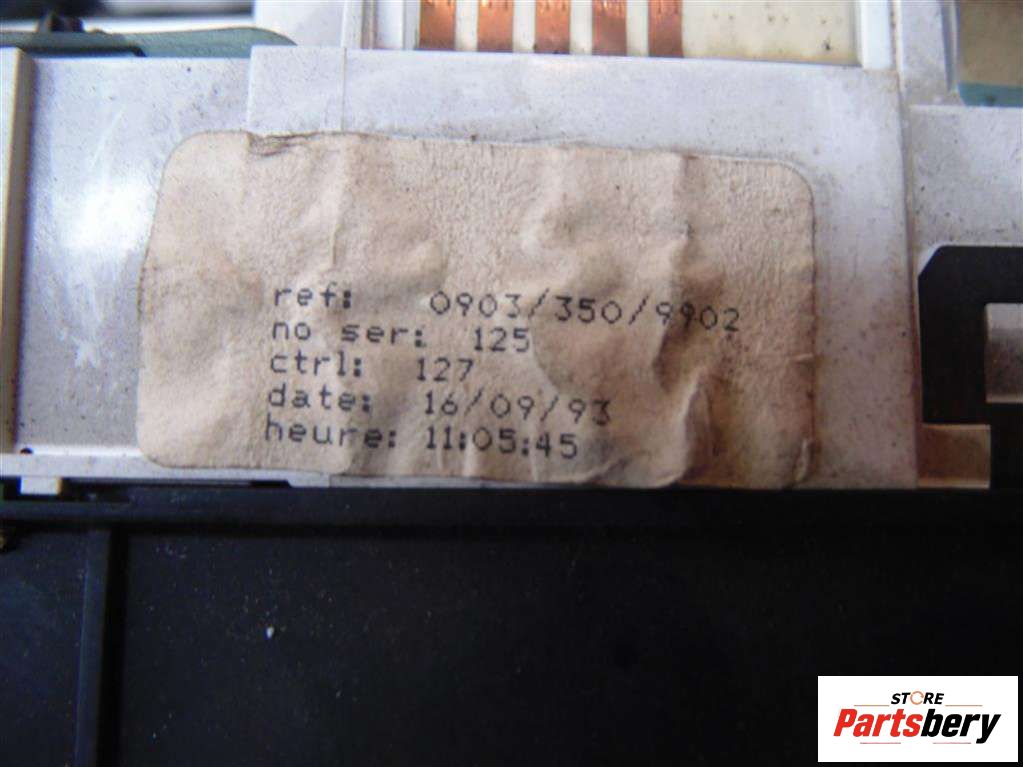 ref: 0903/350/9902
no ser: 125
ctrl: 127
date: 16/09/93
heure: 11:05:45
STORE
Partsbery